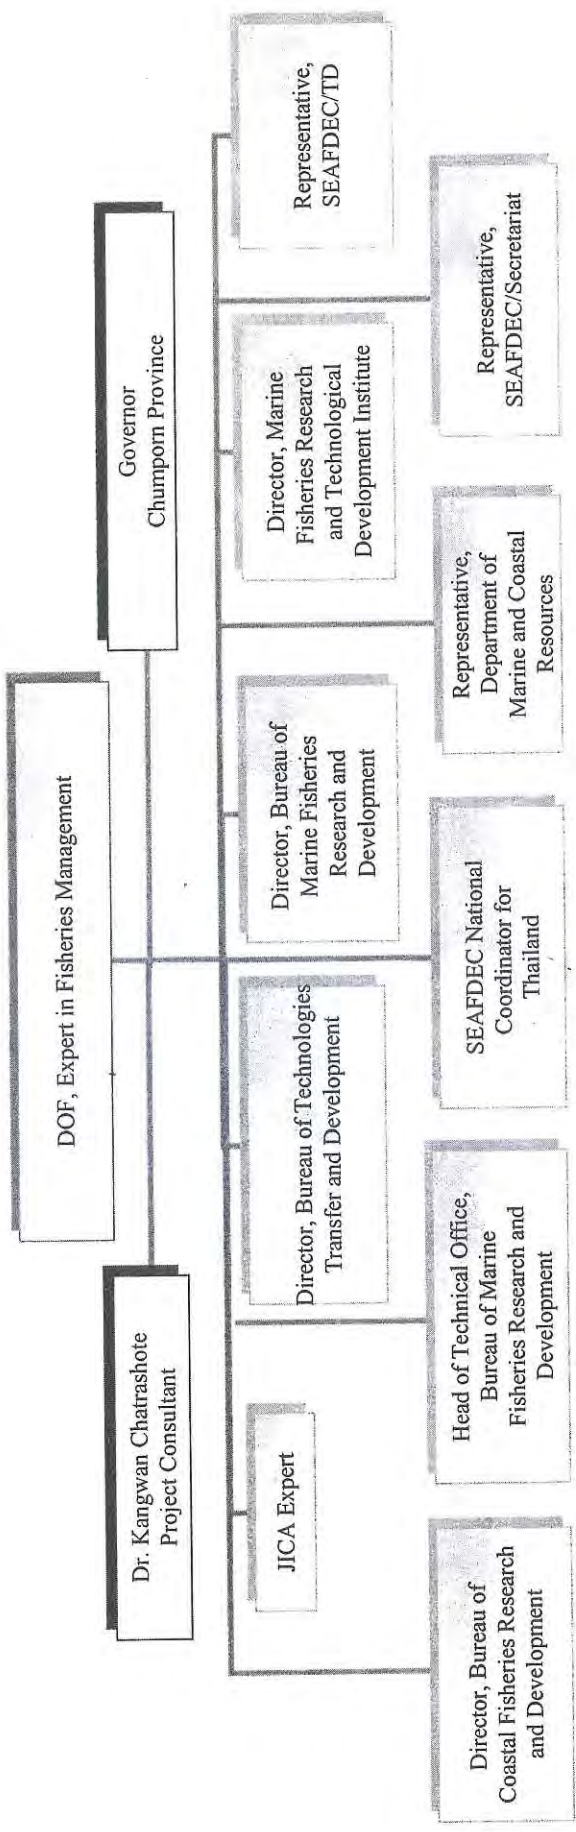 DOF, Expert in Fisheries Management
Dr. Kangwan Chatrashote
Project Consultant
Governor
Chumporn Province
JICA Expert
Director, Bureau of Technologies
Transfer and Development
Director, Bureau of
Marine Fisheries
Research and
Development
Director, Marine
Fisheries Research
and Technological
Development Institute
Representative,
SEAFDEC/TD
Director, Bureau of
Coastal Fisheries Research
and Development
Head of Technical Office,
Bureau of Marine
Fisheries Research and
Development
SEAFDEC National
Coordinator for
Thailand
Representative,
Department of
Marine and Coastal
Resources
Representative,
SEAFDEC/Secretariat